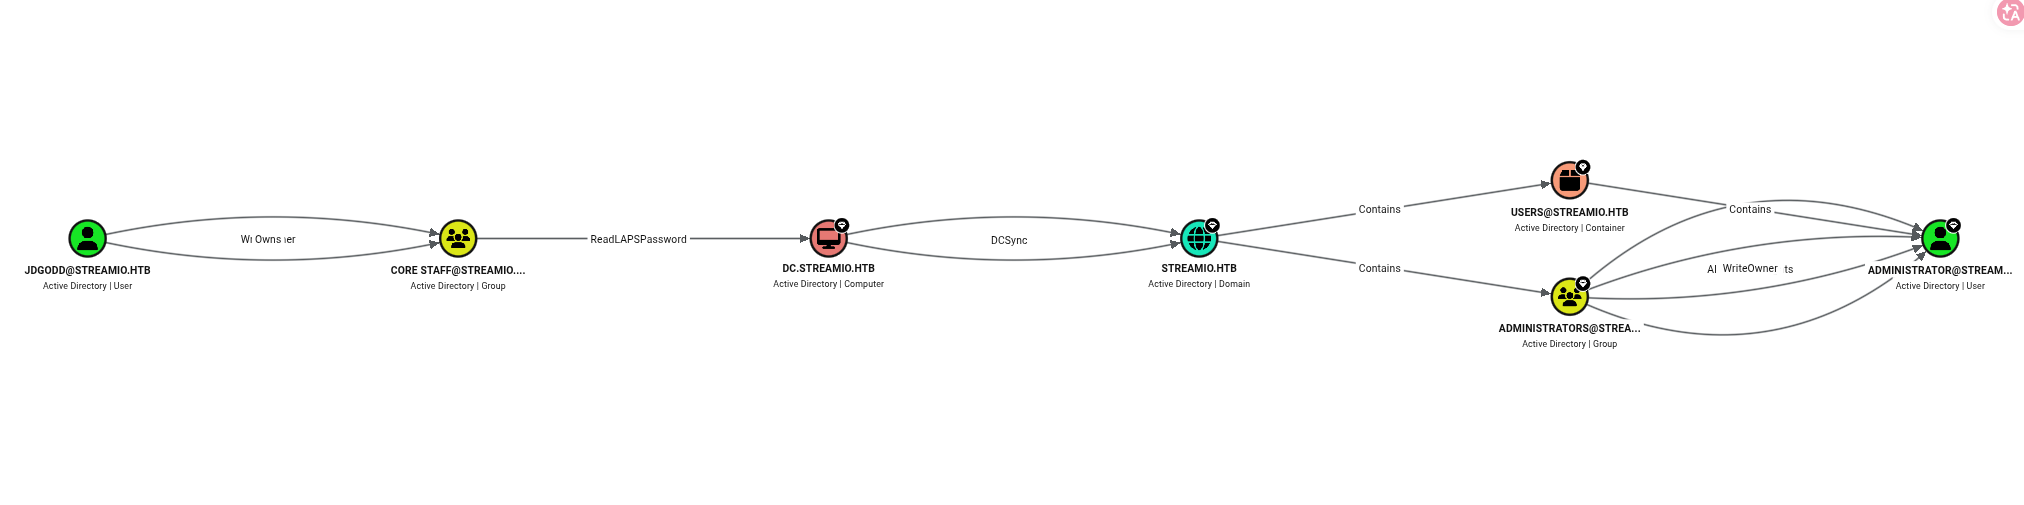 JDGODD@STREAMIO.HTB
Active Directory | User
Owns
CORE STAFF@STREAMIO....
Active Directory | Group
ReadLAPSPassword
DC.STREAMIO.HTB
Active Directory | Computer
DCSync
STREAMIO.HTB
Active Directory | Domain
Contains
Contains
USERS@STREAMIO.HTB
Active Directory | Container
ADMINISTRATORS@STREA...
Active Directory | Group
Contains
WriteOwner
ADMINISTRATOR@STREAM...
Active Directory | User